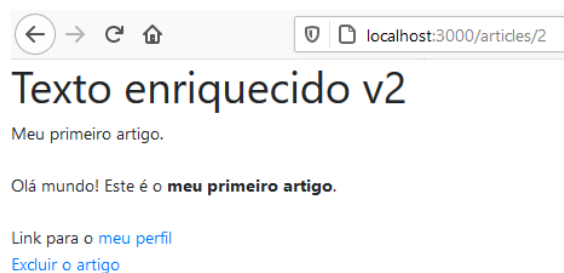 localhost:3000/articles/2
Texto enriquecido v2
Meu primeiro artigo.
Olá mundo! Este é o meu primeiro artigo.
Link para o meu perfil
Excluir o artigo